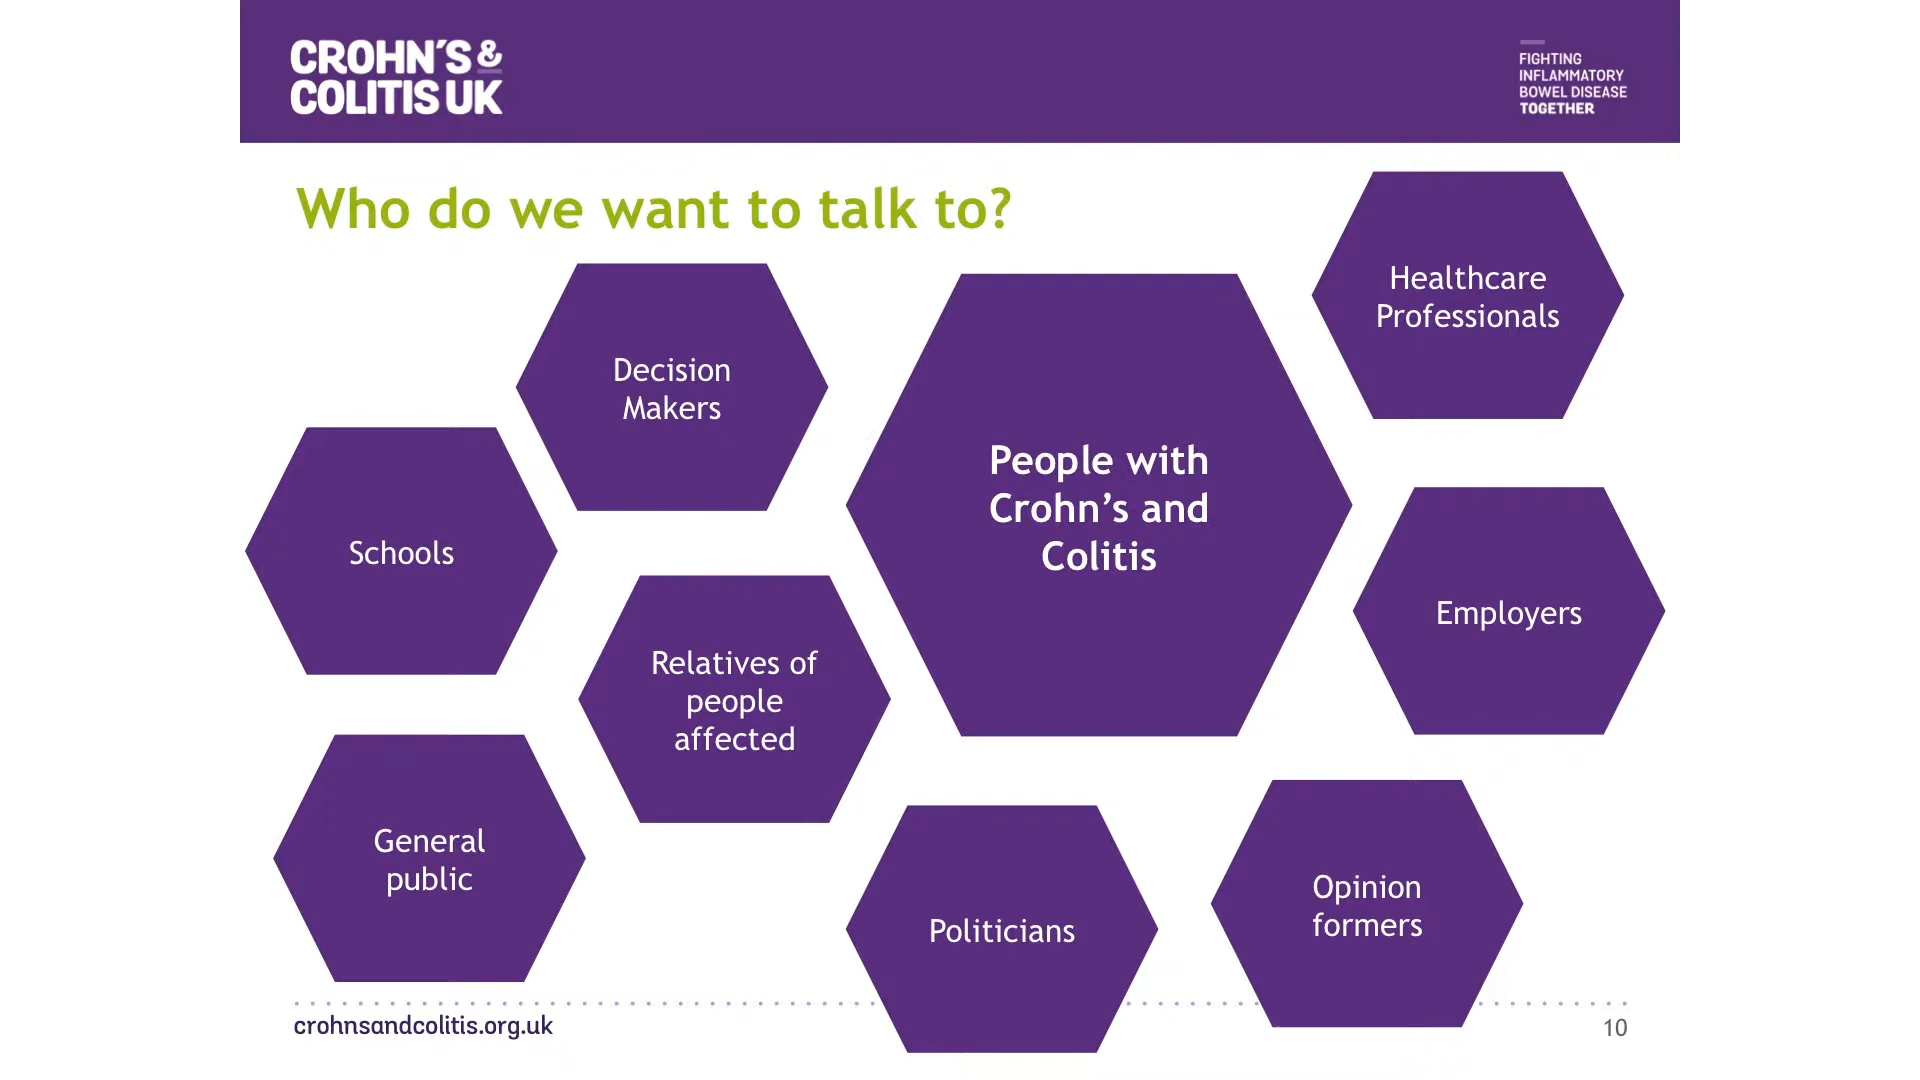 CROHN'S &
COLITIS UK
FIGHTING
INFLAMMATORY
BOWEL DISEASE
TOGETHER
Who do we want to talk to?
Healthcare
Professionals
Decision
Makers
People with
Crohn’s and
Colitis
Schools
Employers
Relatives of
people
affected
General
public
Politicians
Opinion
formers
crohnsandcolitis.org.uk
10